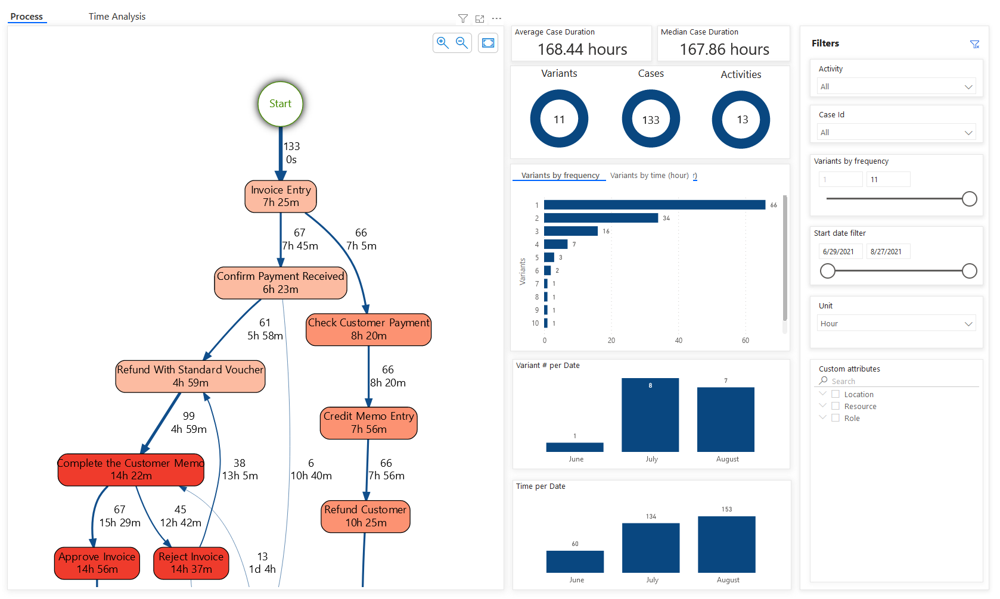 Process
Time Analysis
Start
133
0s
Invoice Entry
7h 25m
67
7h 45m
66
7h 5m
Confirm Payment Received
6h 23m
Check Customer Payment
8h 20m
61
5h 58m
Refund With Standard Voucher
4h 59m
66
8h 20m
Credit Memo Entry
7h 56m
99
4h 59m
Complete the Customer Memo
14h 22m
38
13h 5m
6
10h 40m
66
7h 56m
Refund Customer
10h 25m
67
15h 29m
45
12h 42m
Approve Invoice
14h 56m
Reject Invoice
14h 37m
13
1d 4h
Average Case Duration
168.44 hours
Median Case Duration
167.86 hours
Variants
11
Cases
133
Activities
13
Variants by frequency
Variants by time (hour)
r)
Variants
1 66
2 34
3 16
4 7
5 3
6 2
7 1
8 1
9 1
10 1
0 20 40 60
Variant # per Date
1
8
7
June July August
Time per Date
60
134
153
June July August
Filters
Activity
All
Case Id
All
Variants by frequency
1
11
Start date filter
6/29/2021
8/27/2021
Unit
Hour
Custom attributes
Search
Location
Resource
Role